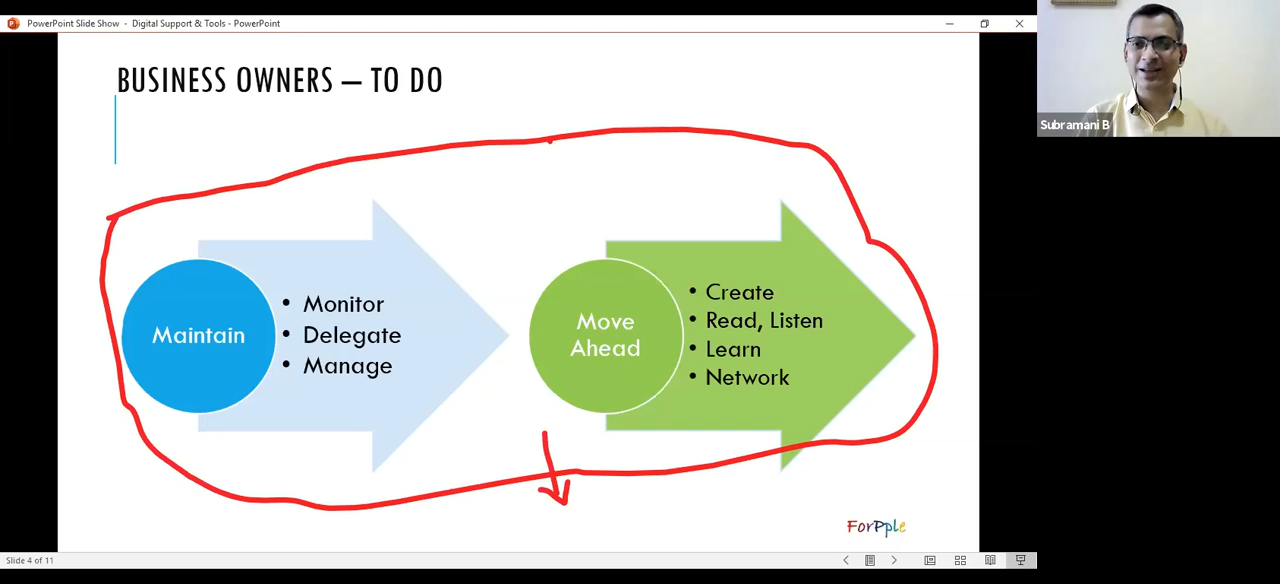 PowerPoint Slide Show - Digital Support & Tools - PowerPoint
Subramani B
BUSINESS OWNERS – TO DO
Maintain
• Monitor
• Delegate
• Manage
Move
Ahead
• Create
• Read, Listen
• Learn
• Network
ForPple
Slide 4 of 11